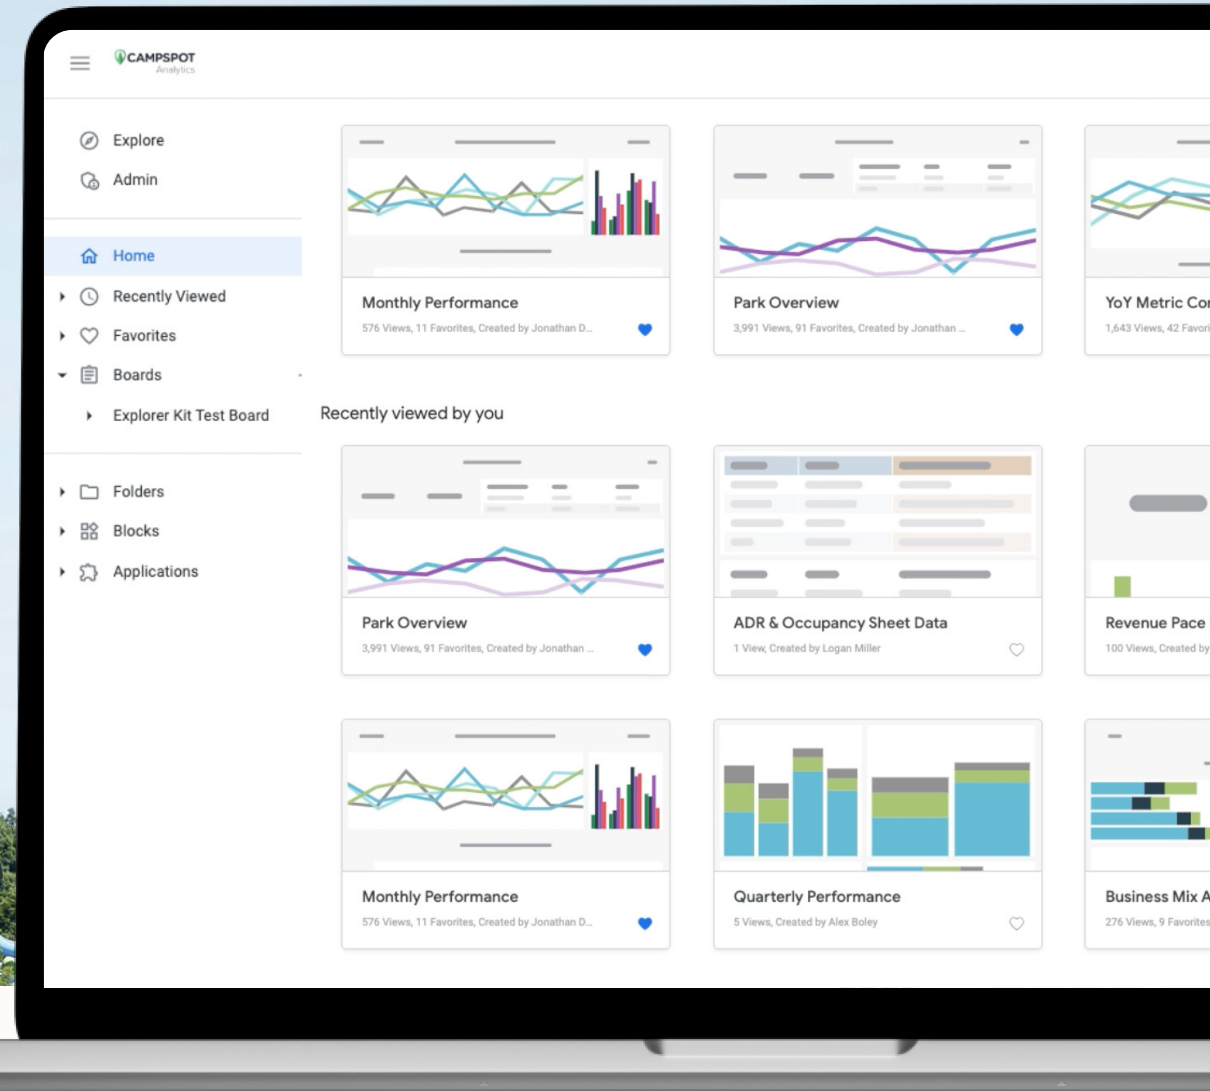 CAMPSPOT
Analytics
Explore
Admin
Home
Recently Viewed
Favorites
Boards
Explorer Kit Test Board
Folders
Blocks
Applications
Monthly Performance
576 Views, 11 Favorites, Created by Jonathan D...
Park Overview
3,991 Views, 91 Favorites, Created by Jonathan ...
YoY Metric Cor
1,643 Views, 42 Favori
Recently viewed by you
Park Overview
3,991 Views, 91 Favorites, Created by Jonathan ...
ADR & Occupancy Sheet Data
1 View, Created by Logan Miller
Revenue Pace
100 Views, Created by
Monthly Performance
576 Views, 11 Favorites, Created by Jonathan D...
Quarterly Performance
5 Views, Created by Alex Boley
Business Mix A
276 Views, 9 Favorites